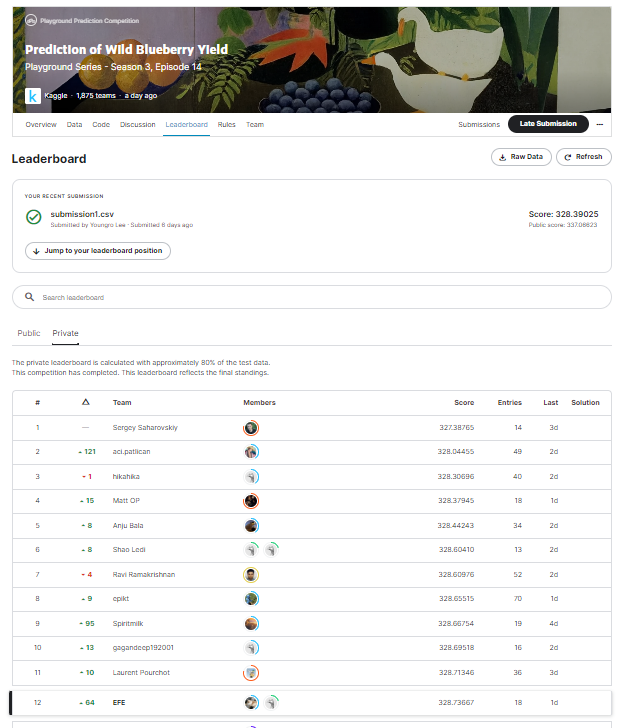 Playground Prediction Competition
Prediction of Wild Blueberry Yield
Playground Series - Season 3, Episode 14
k Kaggle · 1,875 teams · a day ago
Overview Data Code Discussion Leaderboard Rules Team Submissions Late Submission ···
Leaderboard Raw Data Refresh
YOUR RECENT SUBMISSION
submission1.csv Score: 328.39025
Submitted by Youngro Lee · Submitted 6 days ago Public score: 337.06623
Jump to your leaderboard position
Search leaderboard
Public Private
The private leaderboard is calculated with approximately 80% of the test data.
This competition has completed. This leaderboard reflects the final standings.
# △ Team Members Score Entries Last Solution
1 — Sergey Saharovskiy 327.38765 14 3d
2 121 aci.patlican 328.04455 49 2d
3 1 hikahika 328.30696 40 2d
4 15 Matt OP 328.37945 18 1d
5 8 Anju Bala 328.44243 34 2d
6 8 Shao Ledi 328.60410 13 2d
7 4 Ravi Ramakrishnan 328.60976 52 2d
8 9 epikt 328.65515 70 1d
9 95 Spiritmilk 328.66754 19 4d
10 13 gagandeep192001 328.69518 16 2d
11 10 Laurent Pourchot 328.71346 36 3d
12 64 EFE 328.73667 18 1d